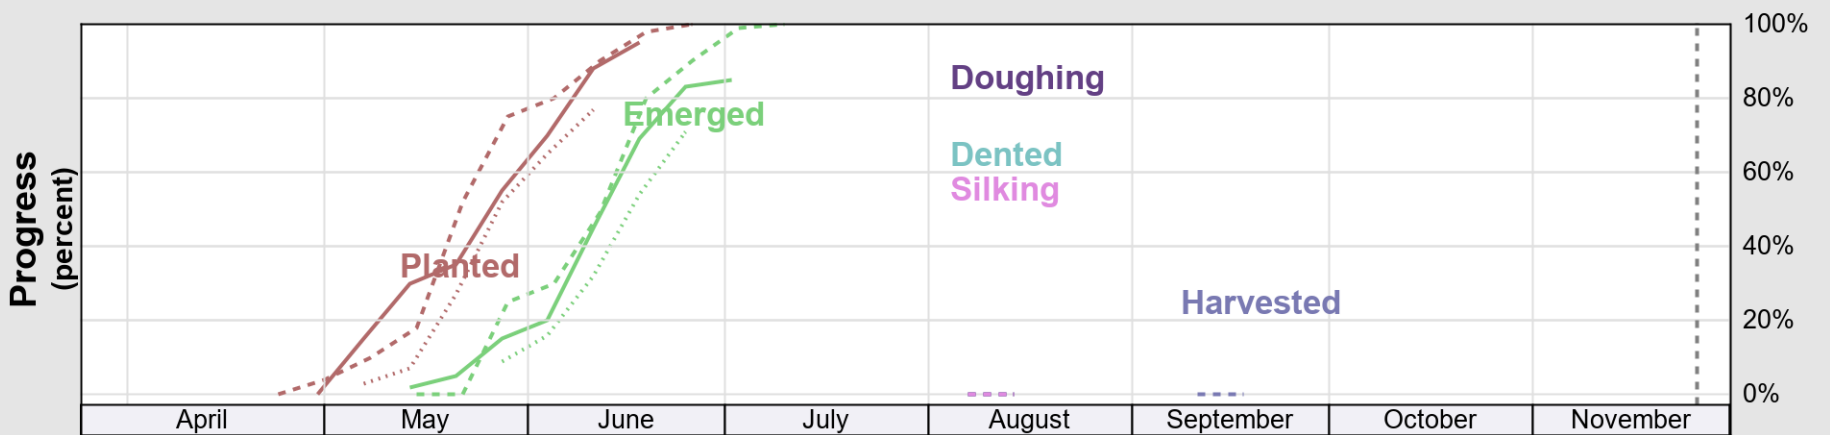 100%
Doughing
80%
Emerged
Dented
60%
Silking
Progress
(percent)
40%
Planted
Harvested
20%
0%
April May June July August September October November